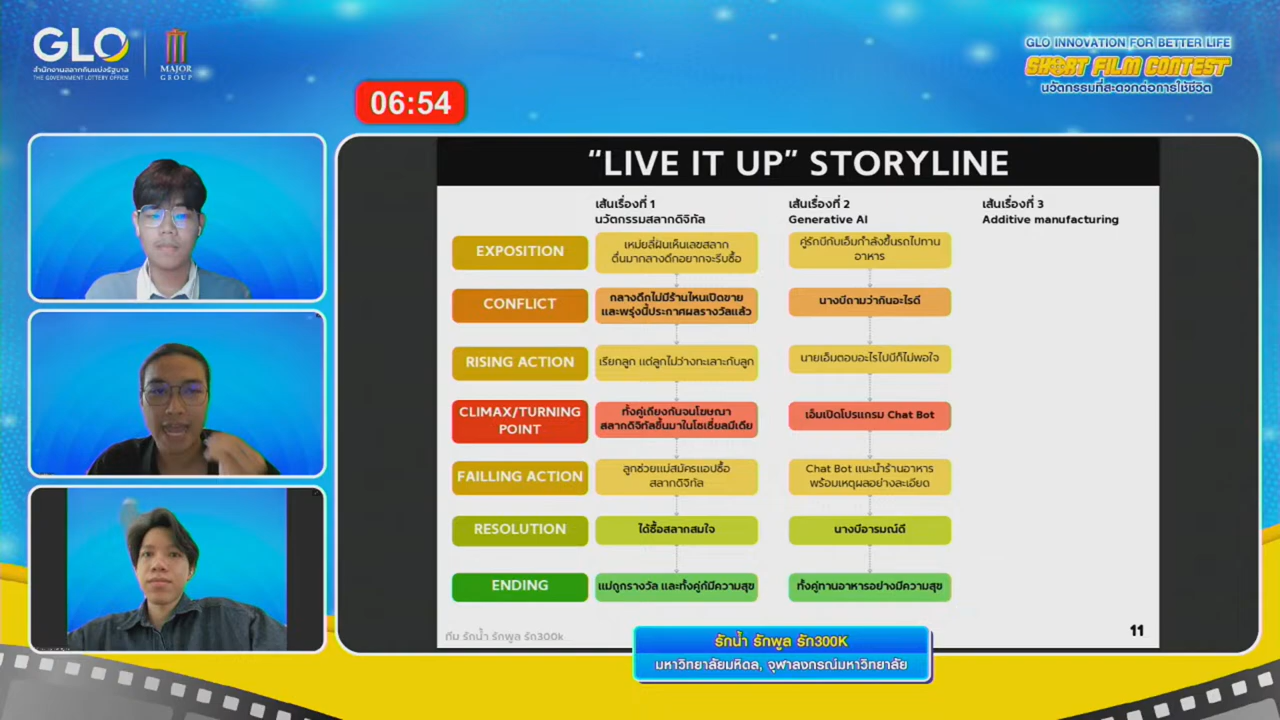 GLO
สำนักงานสลากกินแบ่งรัฐบาล
THE GOVERNMENT LOTTERY OFFICE
MAJOR
GROUP
GLO INNOVATION FOR BETTER LIFE
SHORT FILM CONTEST
นวัตกรรมที่สะดวกต่อการใช้ชีวิต
06:54
“LIVE IT UP” STORYLINE
เส้นเรื่องที่ 1
นวัตกรรมสลากดิจิทัล
เส้นเรื่องที่ 2
Generative AI
เส้นเรื่องที่ 3
Additive manufacturing
EXPOSITION
เหม่ยลี่ฝันเห็นเลขสลาก
ตื่นมากลางดึกอยากจะรีบซื้อ
คู่รักบีกับเอ็มกำลังขึ้นรถไปทาน
อาหาร
CONFLICT
กลางดึกไม่มีร้านไหนเปิดขาย
และพรุ่งนี้ประกาศผลรางวัลแล้ว
นางบีถามว่ากินอะไรดี
RISING ACTION
เรียกลูก แต่ลูกไม่ว่างทะเลาะกับลูก
นายเอ็มตอบอะไรไปบีก็ไม่พอใจ
CLIMAX/TURNING
POINT
ทั้งคู่เถียงกันจนโฆษณา
สลากดิจิทัลขึ้นมาในโซเชี่ยลมีเดีย
เอ็มเปิดโปรแกรม Chat Bot
FAILLING ACTION
ลูกช่วยแม่สมัครแอปซื้อ
สลากดิจิทัล
Chat Bot แนะนำร้านอาหาร
พร้อมเหตุผลอย่างละเอียด
RESOLUTION
ได้ซื้อสลากสมใจ
นางบีอารมณ์ดี
ENDING
แม่ถูกรางวัล และทั้งคู่ก็มีความสุข
ทั้งคู่ทานอาหารอย่างมีความสุข
ทีม รักน้ำ รักพูล รัก300k
11
รักน้ำ รักพูล รัก300K
มหาวิทยาลัยมหิดล, จุฬาลงกรณ์มหาวิทยาลัย